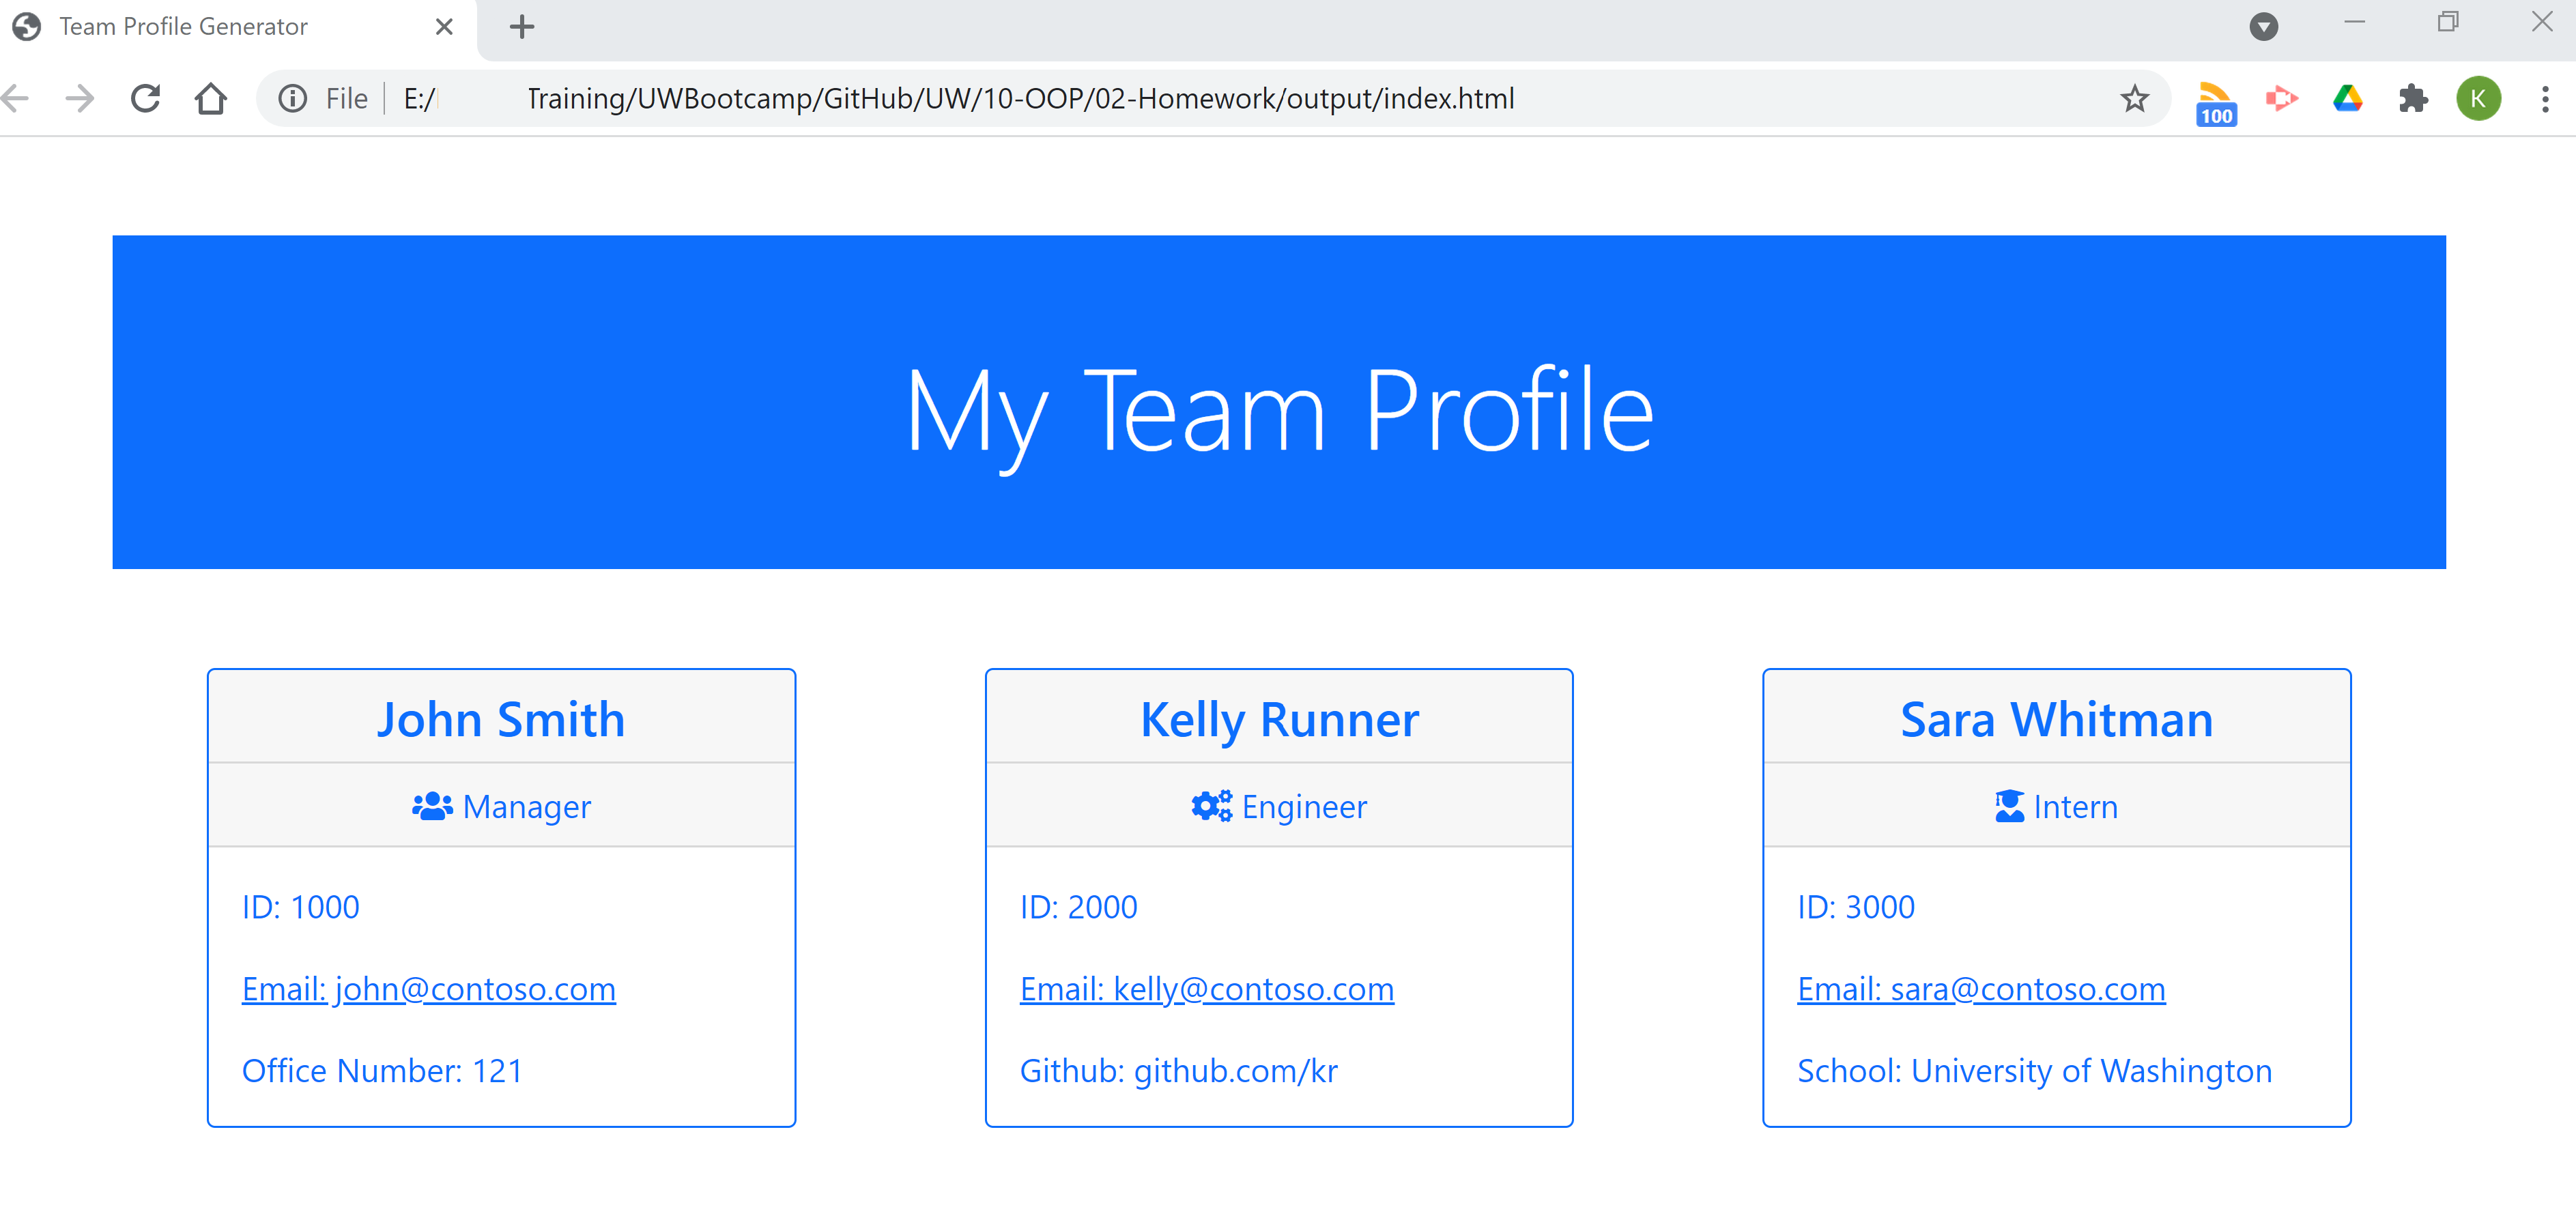 Team Profile Generator
File E:/ Training/UWBootcamp/GitHub/UW/10-OOP/02-Homework/output/index.html
100
K
My Team Profile
John Smith
Manager
ID: 1000
Email: john@contoso.com
Office Number: 121
Kelly Runner
Engineer
ID: 2000
Email: kelly@contoso.com
Github: github.com/kr
Sara Whitman
Intern
ID: 3000
Email: sara@contoso.com
School: University of Washington